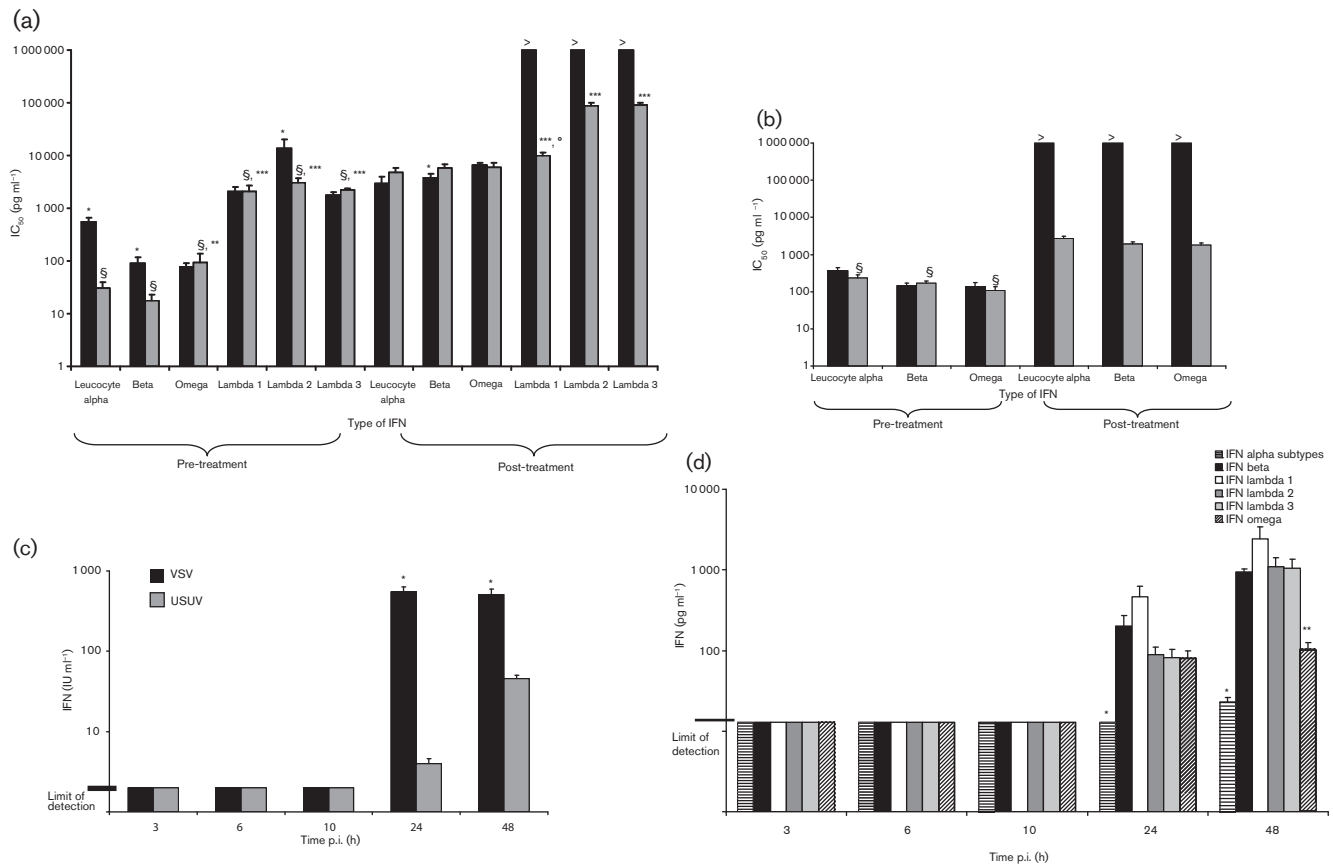 (a)
1 000 000
100 000
10 000
1 000
100
10
1
IC50 (pg ml−1)
* § * § §, ** §, *** * §, *** §, *** * > ***, ° > *** > ***
Leucocyte alpha Beta Omega Lambda 1 Lambda 2 Lambda 3 Leucocyte alpha Beta Omega Lambda 1 Lambda 2 Lambda 3
Type of IFN
Pre-treatment Post-treatment
(b)
1 000 000
100 000
10 000
1000
100
10
1
IC50 (pg ml −1)
§ § § > > >
Leucocyte alpha Beta Omega Leucocyte alpha Beta Omega
Type of IFN
Pre-treatment Post-treatment
(c)
1 000
100
10
Limit of
detection
IFN (IU ml−1)
VSV
USUV
* *
3 6 10 24 48
Time p.i. (h)
(d)
IFN alpha subtypes
IFN beta
IFN lambda 1
IFN lambda 2
IFN lambda 3
IFN omega
10 000
1 000
100
Limit of
detection
IFN (pg ml−1)
* * **
3 6 10 24 48
Time p.i. (h)